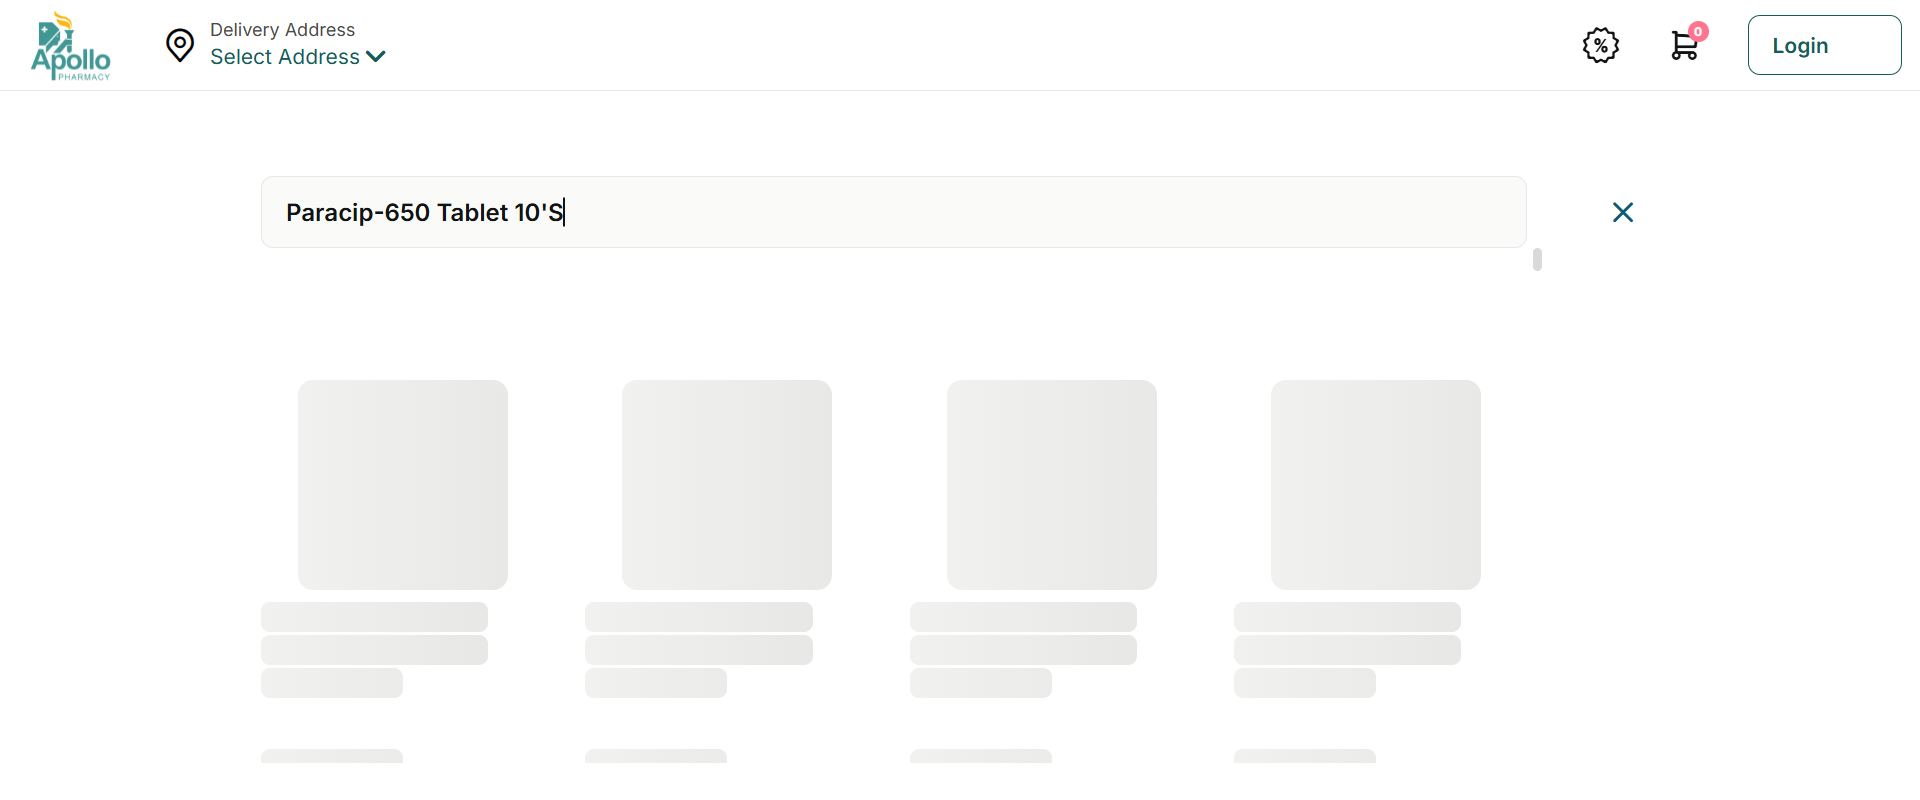 Apollo
PHARMACY
Delivery Address
Select Address
%
0
Login
Paracip-650 Tablet 10'S